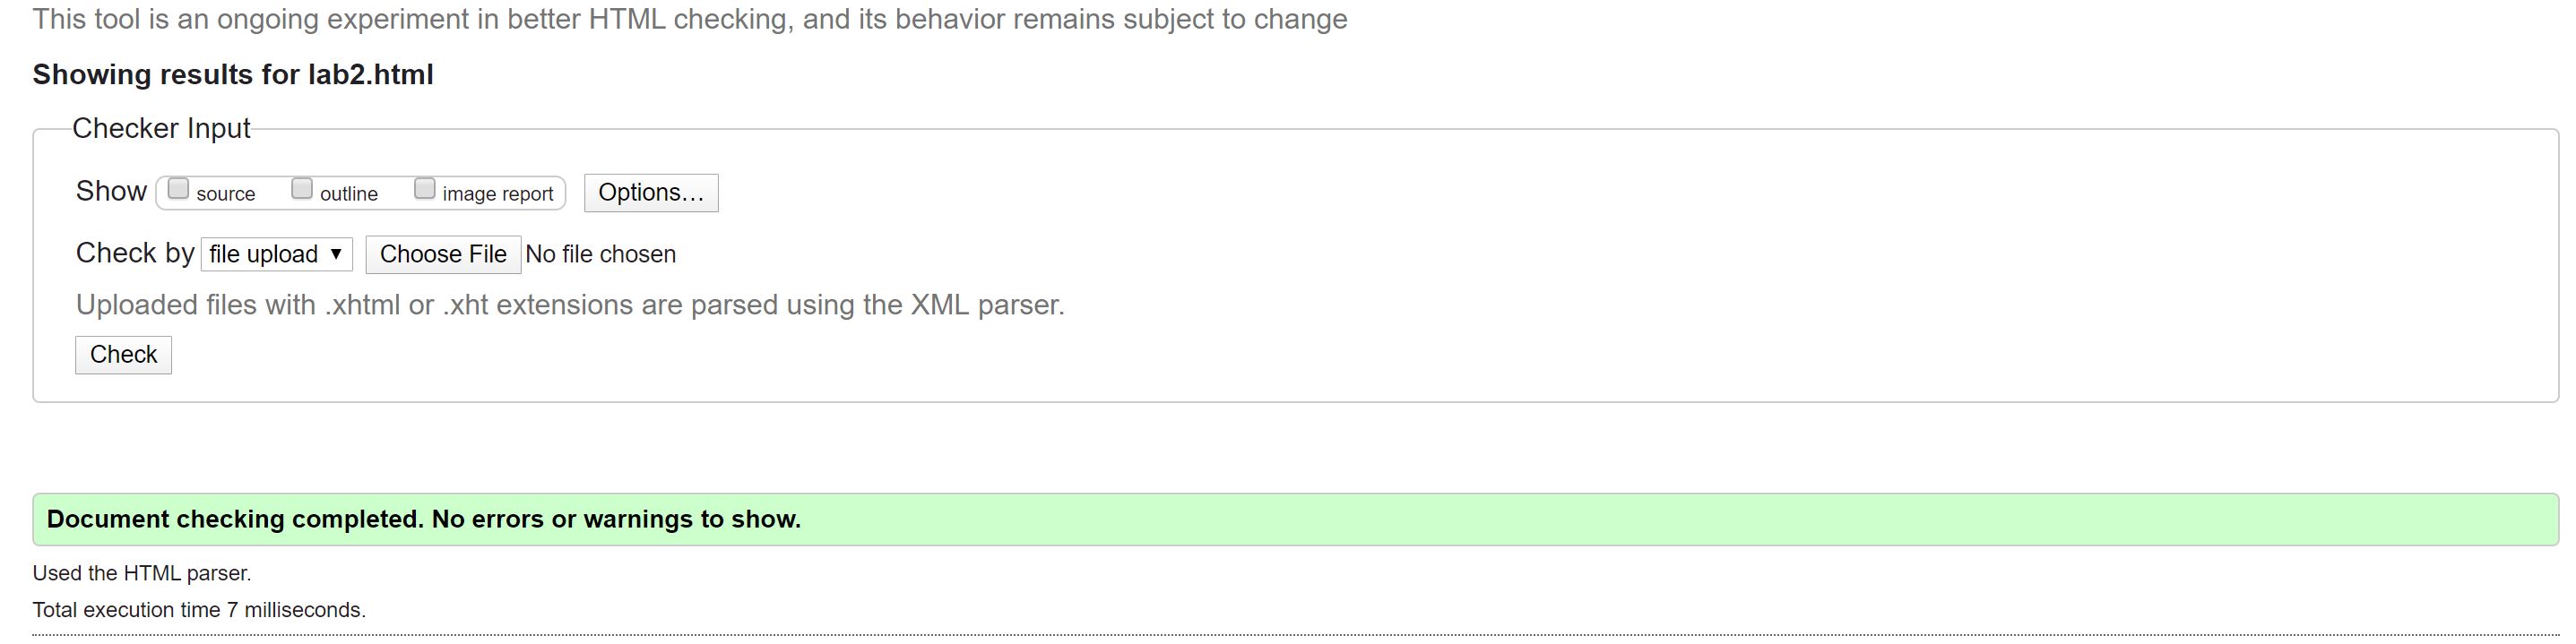 This tool is an ongoing experiment in better HTML checking, and its behavior remains subject to change
Showing results for lab2.html
Checker Input
Show source outline image report Options…
Check by file upload ▼ Choose File No file chosen
Uploaded files with .xhtml or .xht extensions are parsed using the XML parser.
Check
Document checking completed. No errors or warnings to show.
Used the HTML parser.
Total execution time 7 milliseconds.